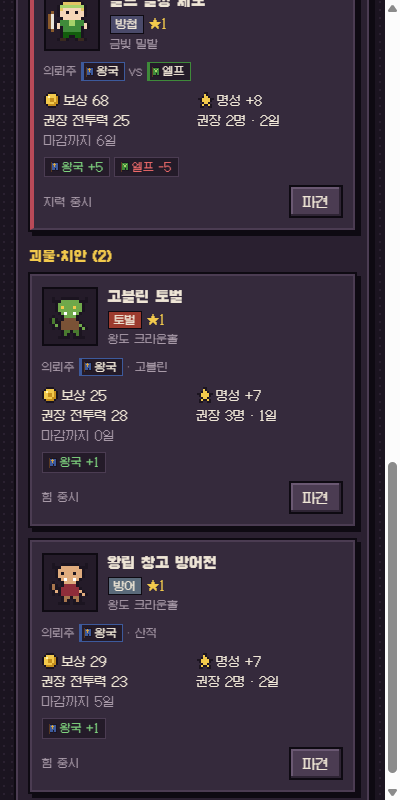 방첩 ★1
금빛 밀밭
의뢰주 왕국 vs 엘프
보상 68 명성 +8
권장 전투력 25 권장 2명 · 2일
마감까지 6일
왕국 +5 엘프 -5
지력 중시 파견
괴물·치안 (2)
고블린 토벌
토벌 ★1
왕도 크라운홀
의뢰주 왕국 · 고블린
보상 25 명성 +7
권장 전투력 28 권장 3명 · 1일
마감까지 0일
왕국 +1
힘 중시 파견
왕립 창고 방어전
방어 ★1
왕도 크라운홀
의뢰주 왕국 · 산적
보상 29 명성 +7
권장 전투력 23 권장 2명 · 2일
마감까지 5일
왕국 +1
힘 중시 파견